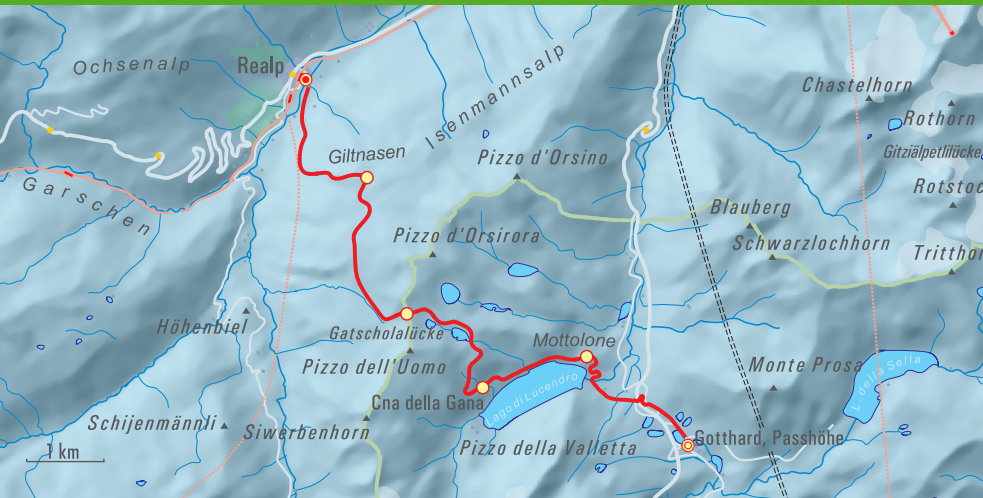 Ochsenalp
Realp
Isenmannsalp
Chastelhorn
Rothorn
Giltnasen
Pizzo d'Orsino
Gitziälpetlilücke
Garschen
Rotstoc
Blauberg
Pizzo d'Orsirora
Schwarzlochhorn
Tritthor
Höhenbiel
Gatscholalücke
Mottolone
Pizzo dell'Uomo
Monte Prosa
L. della Sella
Cna della Gana
Lago di Lucendro
Schijenmännli
Siwerbenhorn
Pizzo della Valletta
Gotthard, Passhöhe
1 km